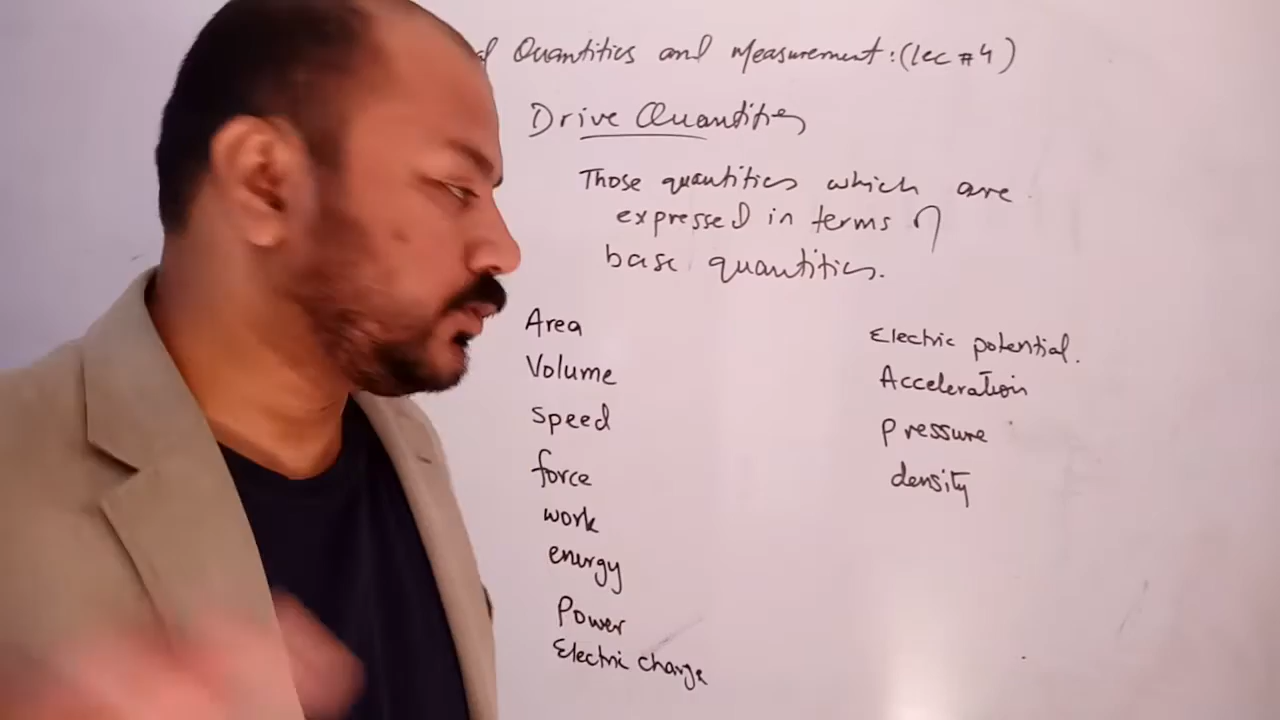 Quantities and Measurement:(lec #4)
Drive Quantities
Those quantities which are
expressed in terms of
base quantities.
Area
Volume
Speed
force
work
energy
Power
Electric charge
Electric potential.
Acceleration
Pressure
density